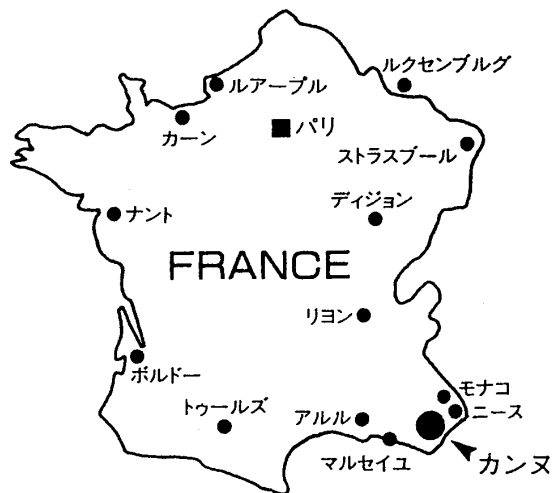 ルクセンブルグ
ルアーブル
カーン
パリ
ストラスブール
ナント
ディジョン
FRANCE
リヨン
ボルドー
モナコ
ニース
トゥールズ
アルル
マルセイユ
カンヌ